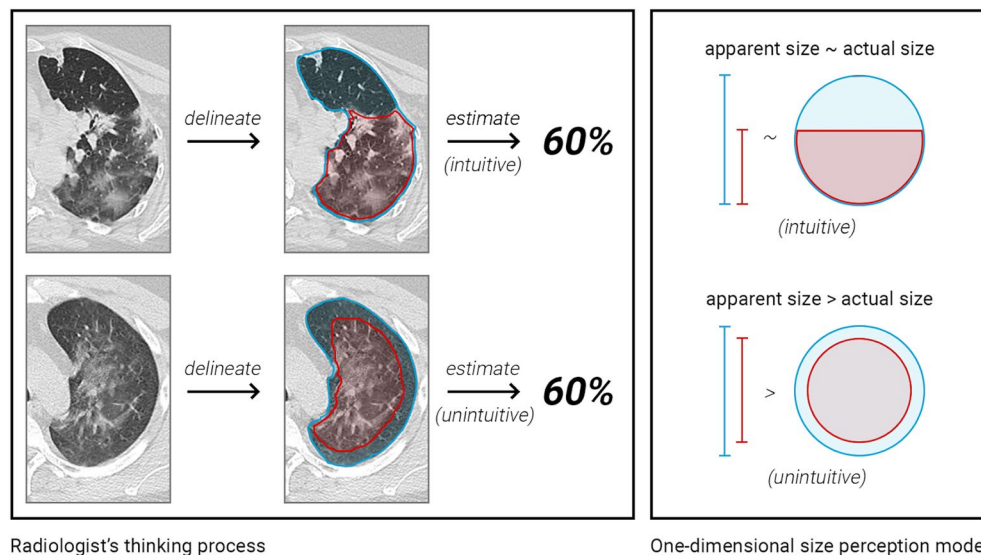 delineate
estimate
(intuitive)
60%
delineate
estimate
(unintuitive)
60%
Radiologist's thinking process
apparent size ~ actual size
~
(intuitive)
apparent size > actual size
>
(unintuitive)
One-dimensional size perception mode